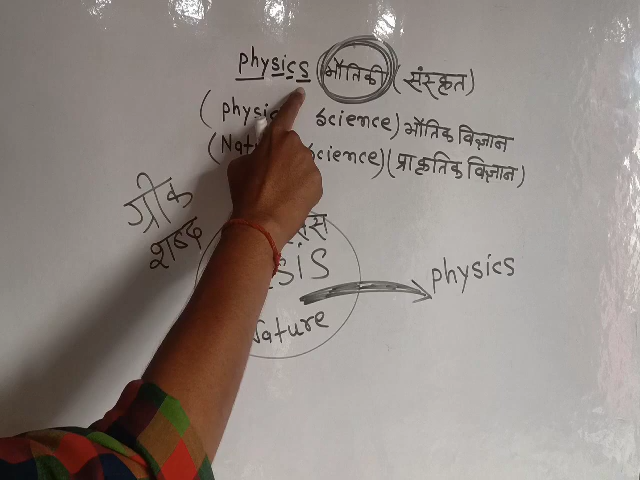 physics (भौतिकी) (संस्कृत)
(physic science) भौतिक विज्ञान
(Nat science) (प्राकृतिक विज्ञान)
ग्रीक
शब्द
SiS
Nature
physics